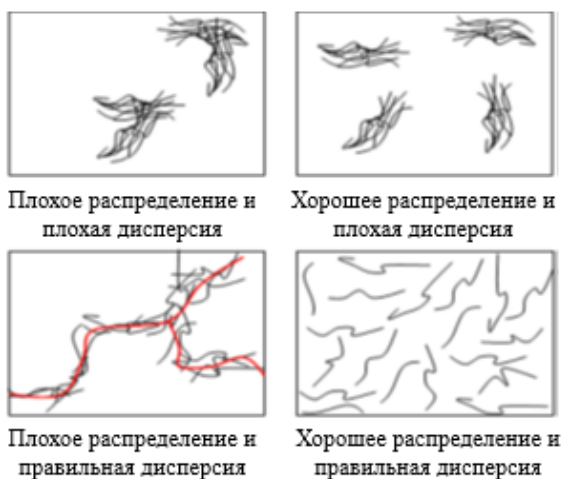 Плохое распределение и
плохая дисперсия
Хорошее распределение и
плохая дисперсия
Плохое распределение и
правильная дисперсия
Хорошее распределение и
правильная дисперсия